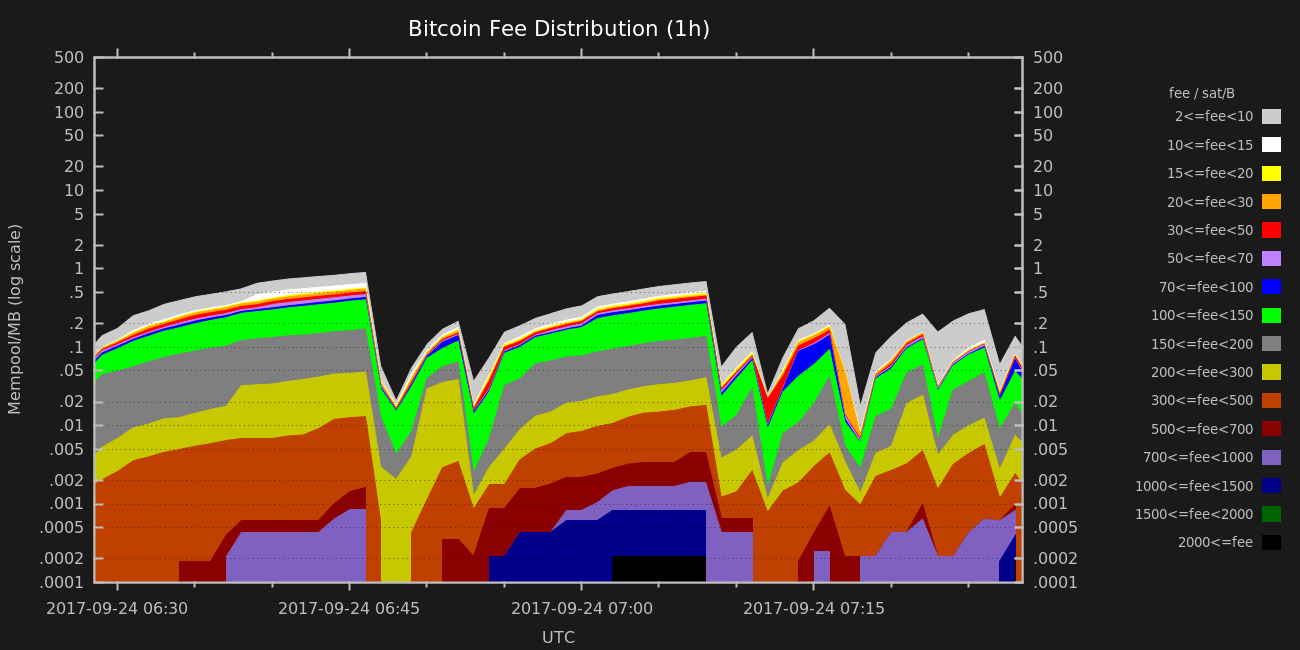 Bitcoin Fee Distribution (1h)
Mempool/MB (log scale)
500
200
100
50
20
10
5
2
1
.5
.2
.1
.05
.02
.01
.005
.002
.001
.0005
.0002
.0001
500
200
100
50
20
10
5
2
1
.5
.2
.1
.05
.02
.01
.005
.002
.001
.0005
.0002
.0001
2017-09-24 06:30
2017-09-24 06:45
2017-09-24 07:00
2017-09-24 07:15
UTC
fee / sat/B
2<=fee<10
10<=fee<15
15<=fee<20
20<=fee<30
30<=fee<50
50<=fee<70
70<=fee<100
100<=fee<150
150<=fee<200
200<=fee<300
300<=fee<500
500<=fee<700
700<=fee<1000
1000<=fee<1500
1500<=fee<2000
2000<=fee